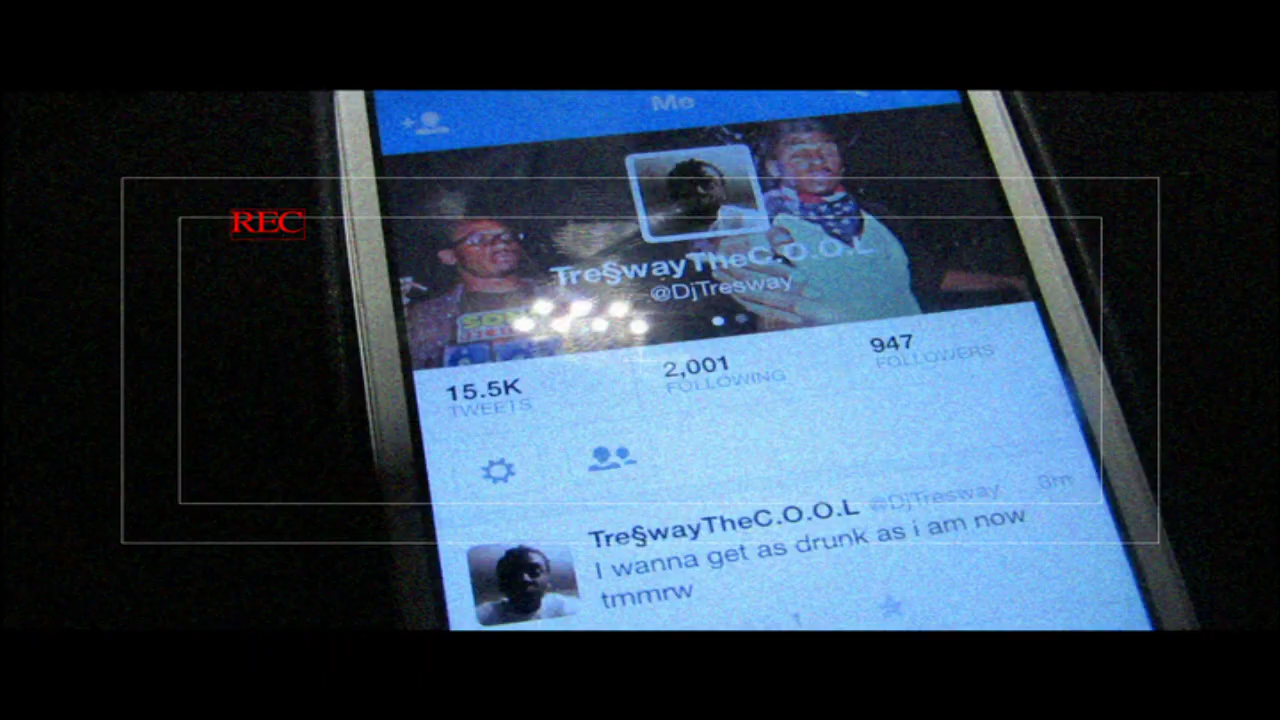 Me
REC
Tre§wayTheC.O.O.L
@DjTresway
15.5K
TWEETS
2,001
FOLLOWING
947
FOLLOWERS
Tre§wayTheC.O.O.L @DjTresway 3m
I wanna get as drunk as i am now
tmmrw